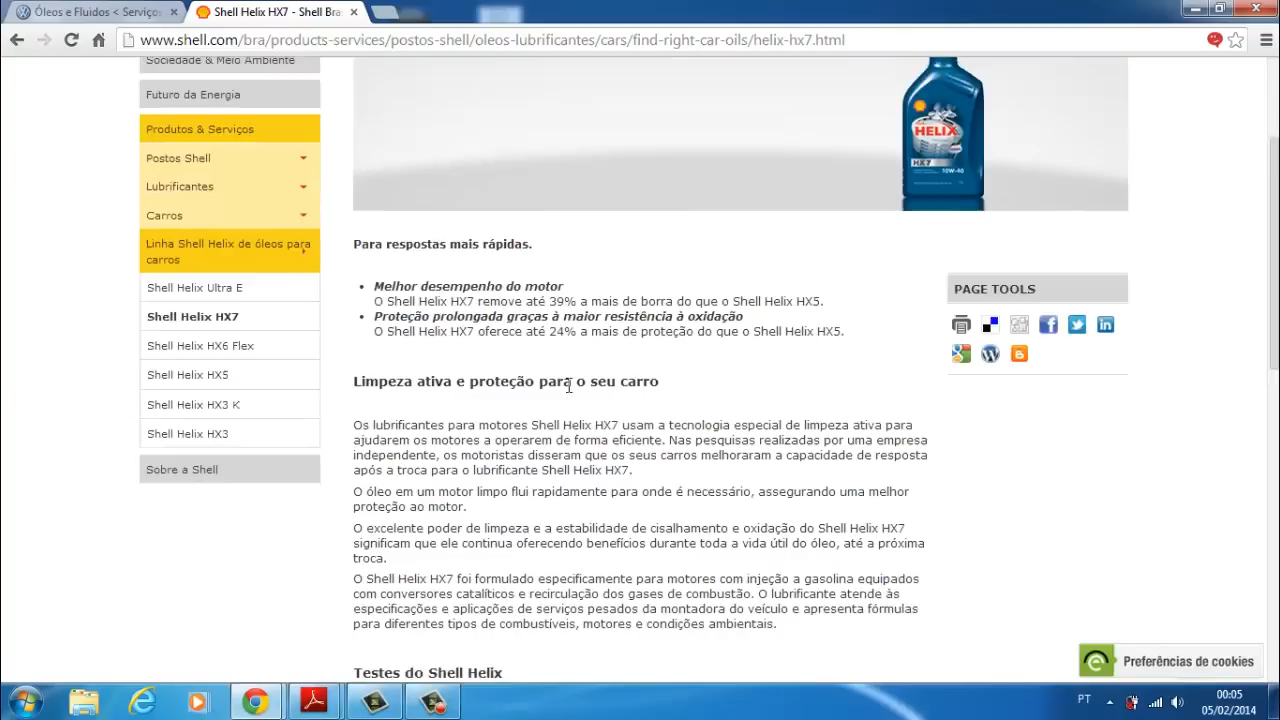 Óleos e Fluidos < Serviços
Shell Helix HX7 - Shell Bra
www.shell.com/bra/products-services/postos-shell/oleos-lubrificantes/cars/find-right-car-oils/helix-hx7.html
Sociedade & Meio Ambiente
Futuro da Energia
Produtos & Serviços
Postos Shell
Lubrificantes
Carros
Linha Shell Helix de óleos para
carros
Shell Helix Ultra E
Shell Helix HX7
Shell Helix HX6 Flex
Shell Helix HX5
Shell Helix HX3 K
Shell Helix HX3
Sobre a Shell
HELIX
HX7
10W-40
Para respostas mais rápidas.
• Melhor desempenho do motor
O Shell Helix HX7 remove até 39% a mais de borra do que o Shell Helix HX5.
• Proteção prolongada graças à maior resistência à oxidação
O Shell Helix HX7 oferece até 24% a mais de proteção do que o Shell Helix HX5.
Limpeza ativa e proteção para o seu carro
Os lubrificantes para motores Shell Helix HX7 usam a tecnologia especial de limpeza ativa para
ajudarem os motores a operarem de forma eficiente. Nas pesquisas realizadas por uma empresa
independente, os motoristas disseram que os seus carros melhoraram a capacidade de resposta
após a troca para o lubrificante Shell Helix HX7.
O óleo em um motor limpo flui rapidamente para onde é necessário, assegurando uma melhor
proteção ao motor.
O excelente poder de limpeza e a estabilidade de cisalhamento e oxidação do Shell Helix HX7
significam que ele continua oferecendo benefícios durante toda a vida útil do óleo, até a próxima
troca.
O Shell Helix HX7 foi formulado especificamente para motores com injeção a gasolina equipados
com conversores catalíticos e recirculação dos gases de combustão. O lubrificante atende às
especificações e aplicações de serviços pesados da montadora do veículo e apresenta fórmulas
para diferentes tipos de combustíveis, motores e condições ambientais.
Testes do Shell Helix
PAGE TOOLS
Preferências de cookies
PT
00:05
05/02/2014